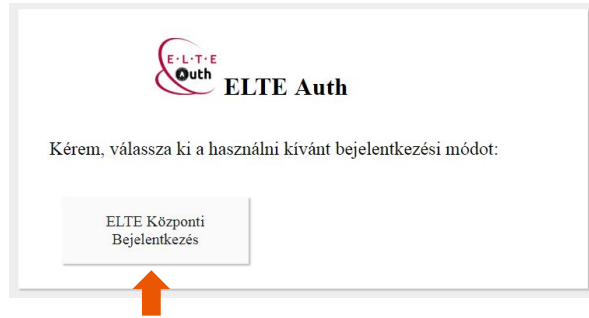 E·L·T·E
Auth
ELTE Auth
Kérem, válassza ki a használni kívánt bejelentkezési módot:
ELTE Központi
Bejelentkezés